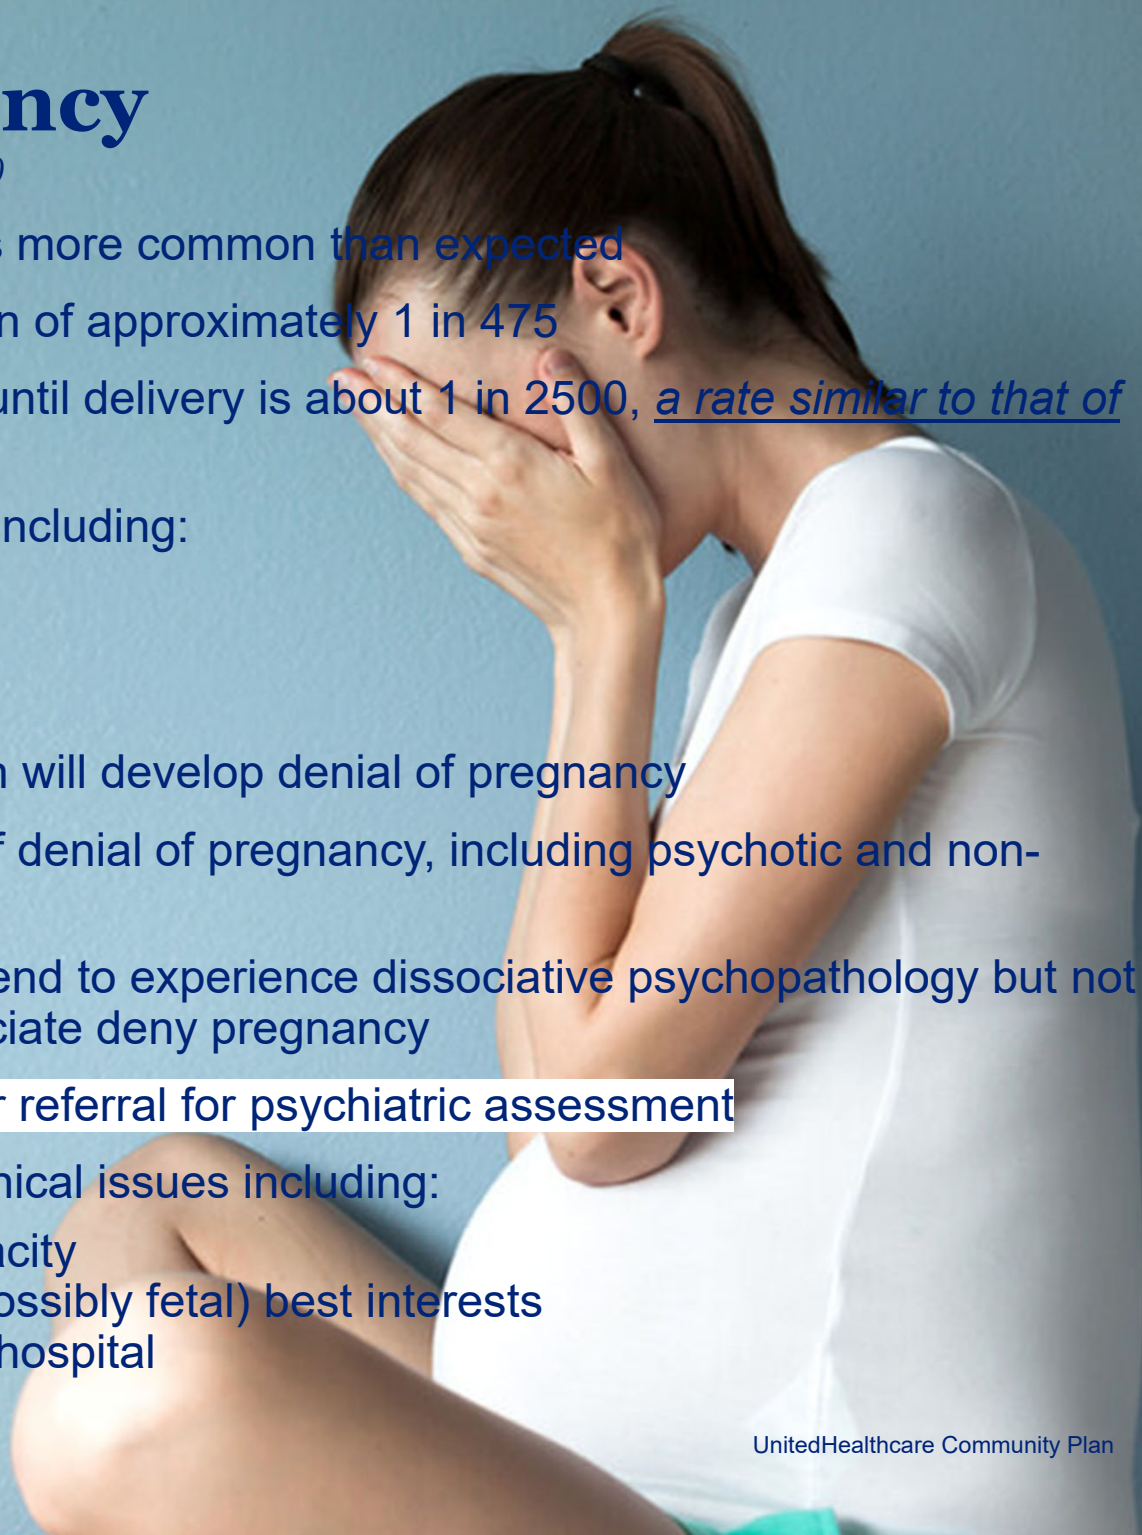 ncy
)
s more common than expected
n of approximately 1 in 475
until delivery is about 1 in 2500, a rate similar to that of
ncluding:
n will develop denial of pregnancy
f denial of pregnancy, including psychotic and non-
end to experience dissociative psychopathology but not
ciate deny pregnancy
r referral for psychiatric assessment
nical issues including:
acity
ossibly fetal) best interests
hospital
UnitedHealthcare Community Plan